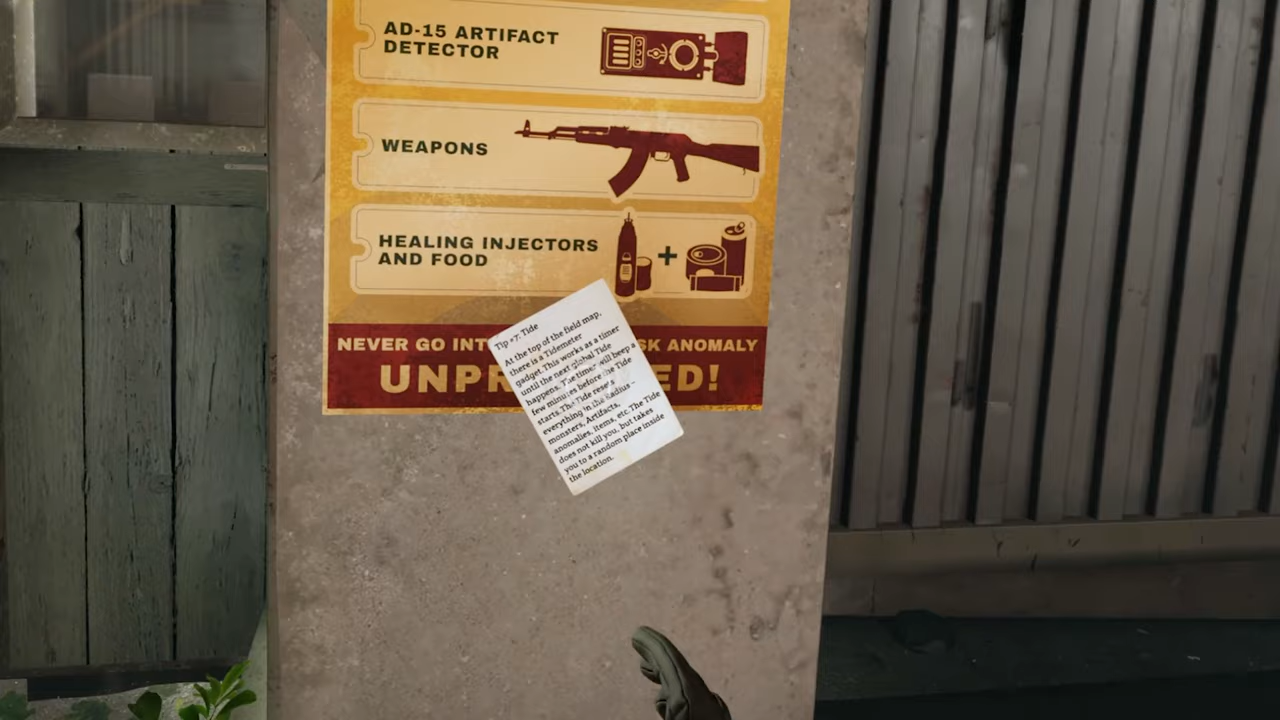 AD-15 ARTIFACT
DETECTOR
WEAPONS
HEALING INJECTORS
AND FOOD
NEVER GO INT
SK ANOMALY
UNPR
ED!
Tip #7: Tide
At the top of the field map,
there is a Tidemeter
gadget. This works as a timer
until the next global Tide
happens. The timer will beep a
few minutes before the Tide
starts. The Tide resets
everything in the Radius –
monsters, Artifacts,
anomalies, items, etc. The Tide
does not kill you, but takes
you to a random place inside
the location.